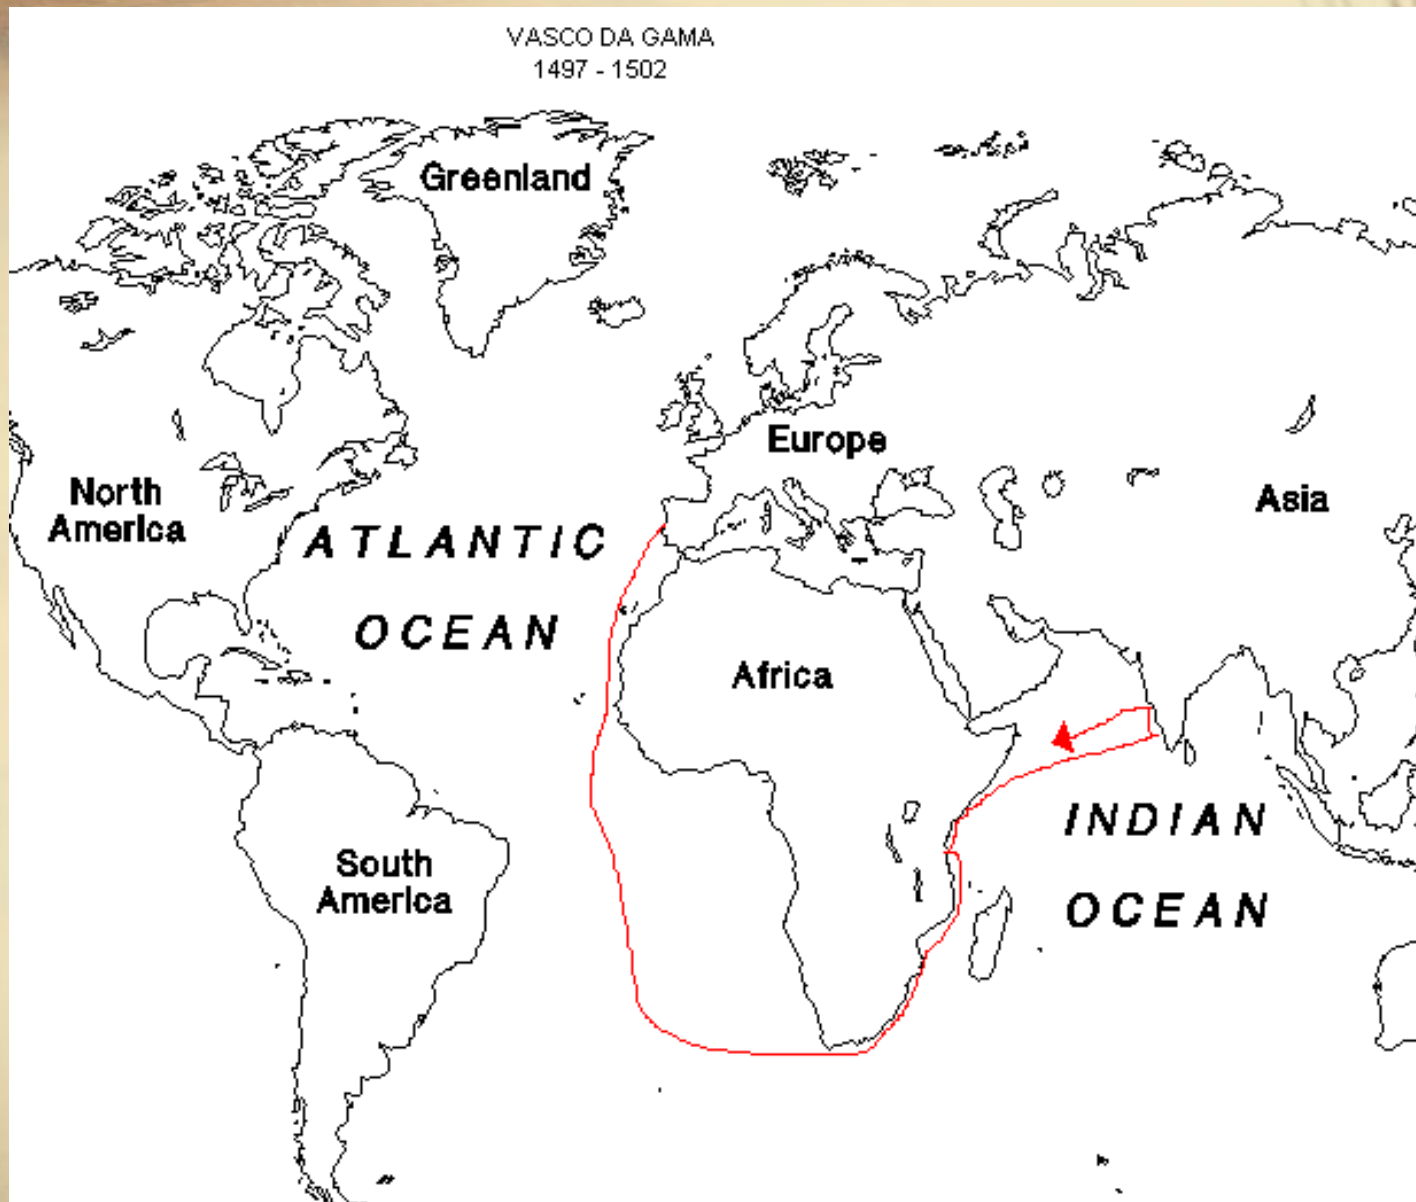 VASCO DA GAMA
1497 - 1502
Greenland
Europe
North
America
Asia
ATLANTIC
OCEAN
Africa
INDIAN
South
America
OCEAN